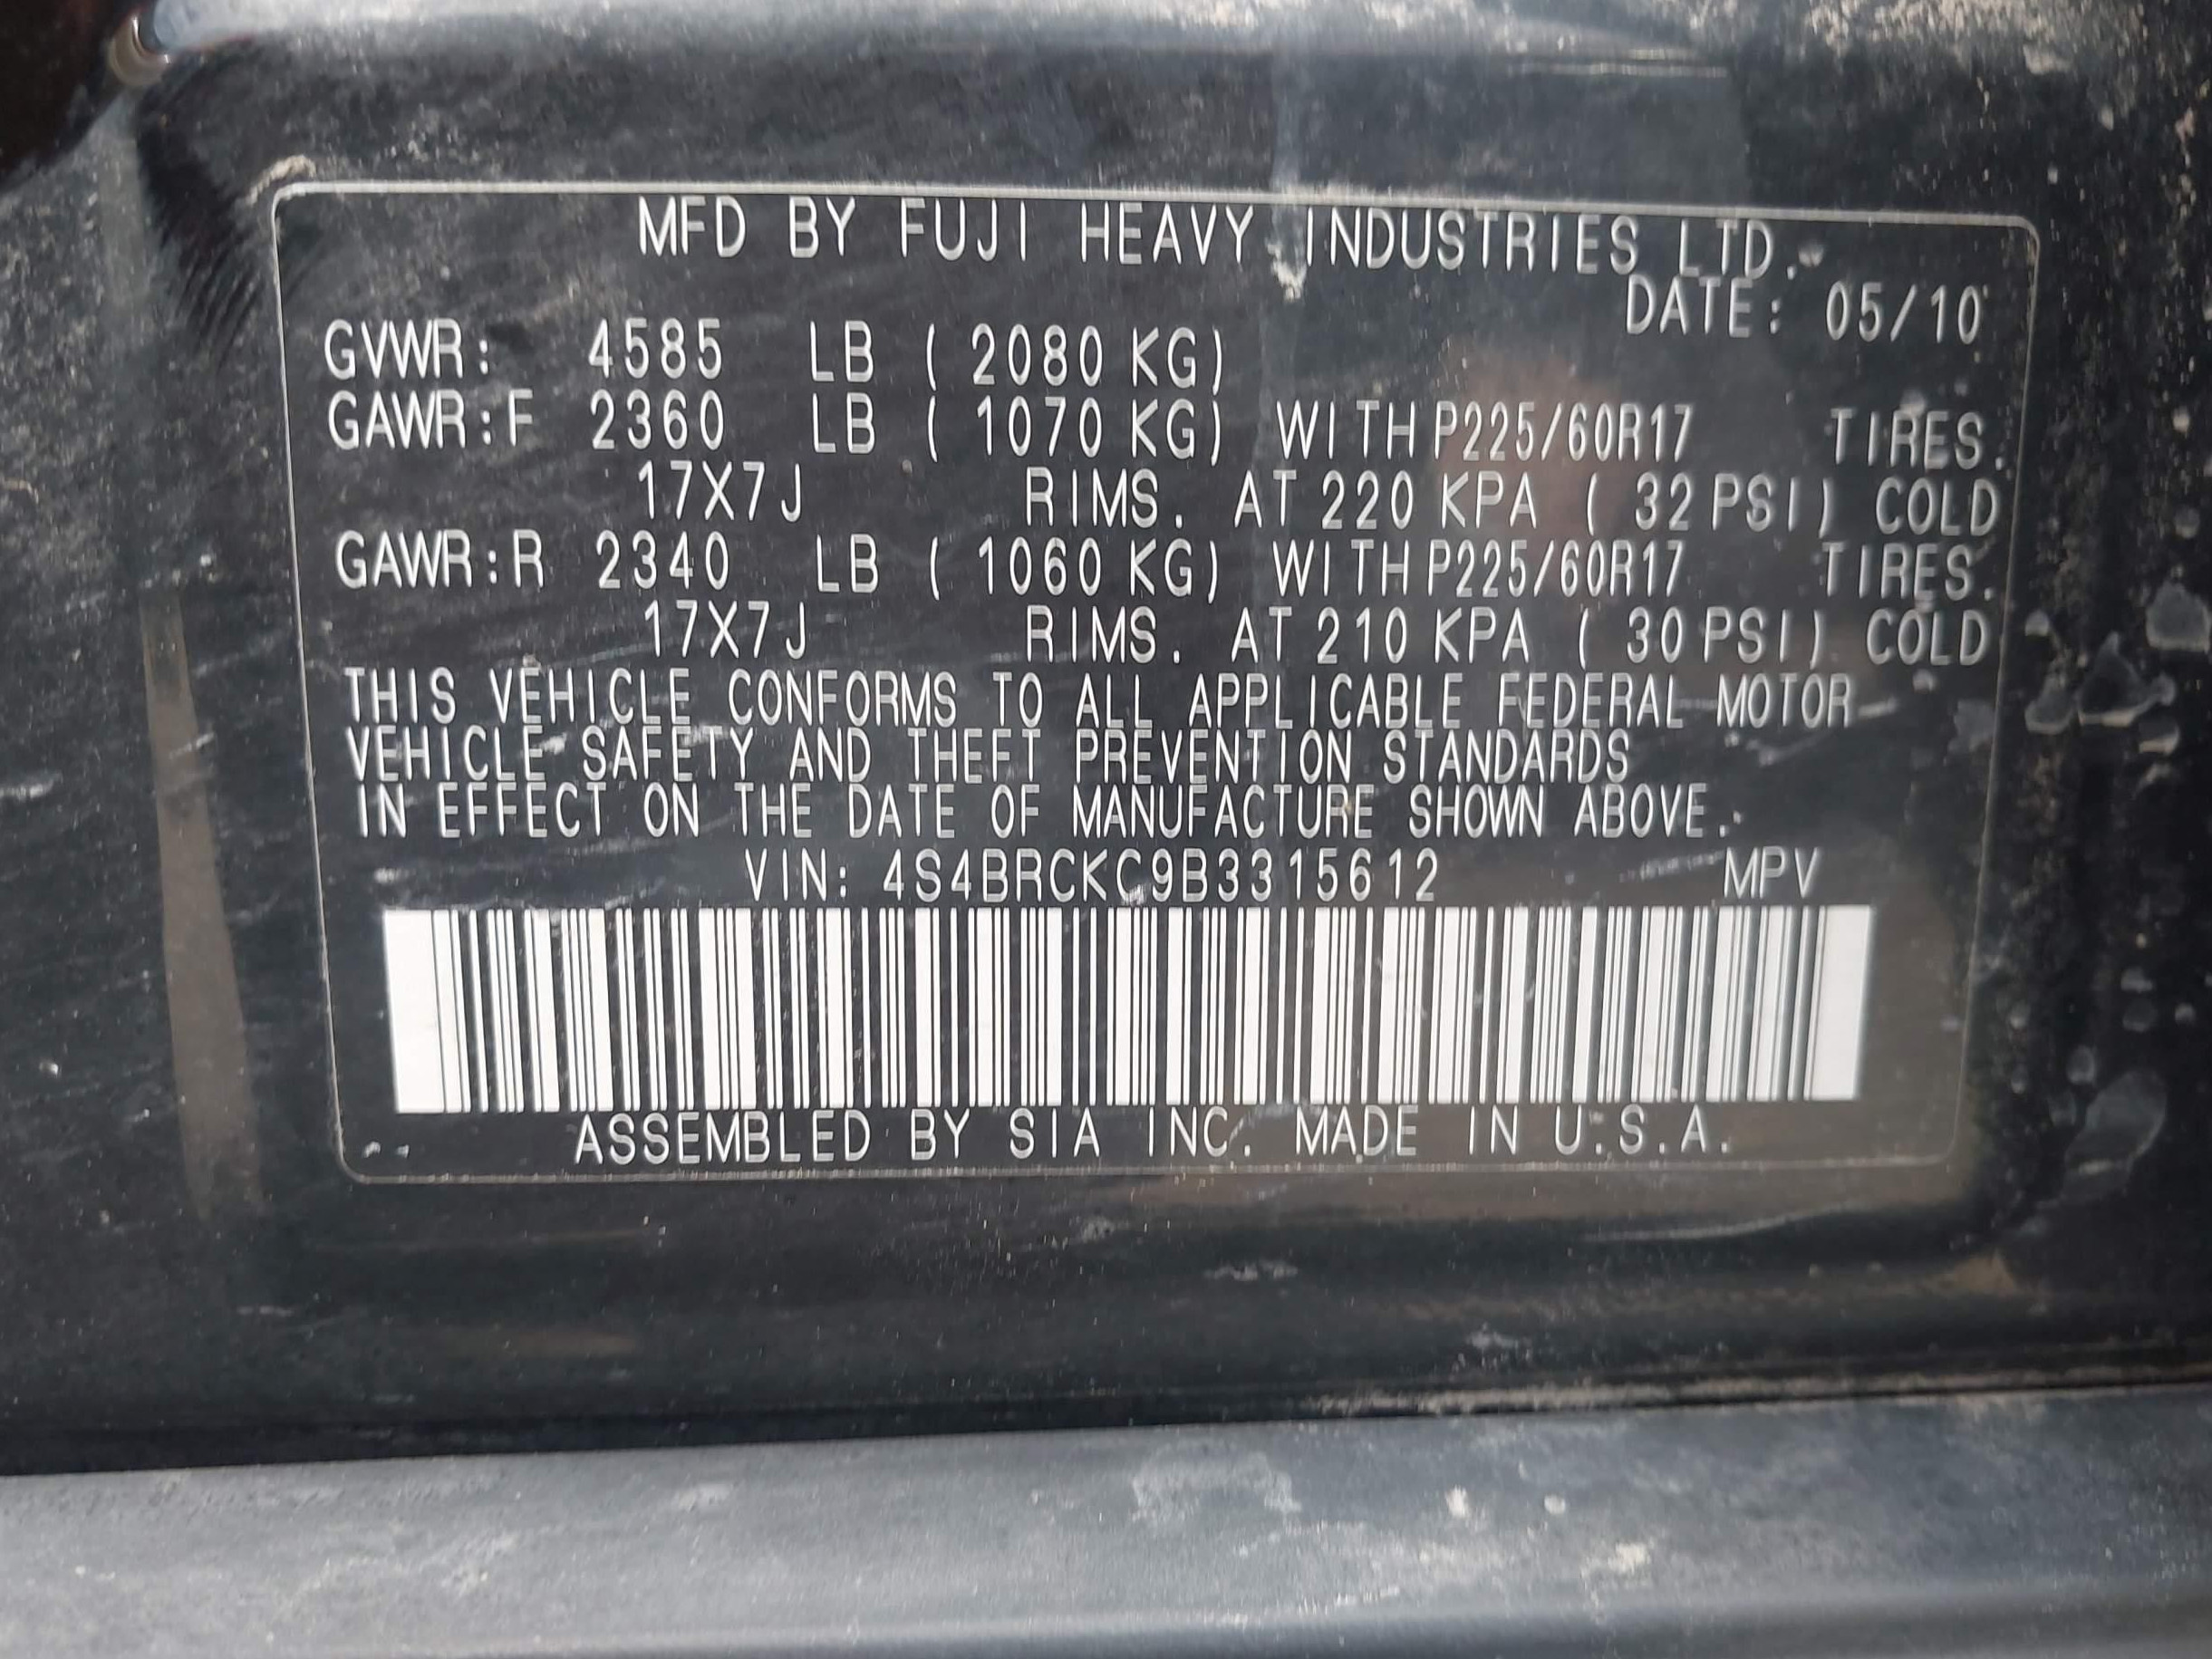 MFD BY FUJI HEAVY INDUSTRIES LTD.
DATE: 05/10
GVWR: 4585 LB ( 2080 KG)
GAWR:F 2360 LB ( 1070 KG) WITH P225/60R17 TIRES.
17X7J RIMS. AT 220 KPA ( 32 PSI) COLD
GAWR:R 2340 LB ( 1060 KG) WITH P225/60R17 TIRES.
17X7J RIMS. AT 210 KPA ( 30 PSI) COLD
THIS VEHICLE CONFORMS TO ALL APPLICABLE FEDERAL MOTOR
VEHICLE SAFETY AND THEFT PREVENTION STANDARDS
IN EFFECT ON THE DATE OF MANUFACTURE SHOWN ABOVE.
VIN: 4S4BRCKC9B3315612 MPV
ASSEMBLED BY SIA INC. MADE IN U.S.A.